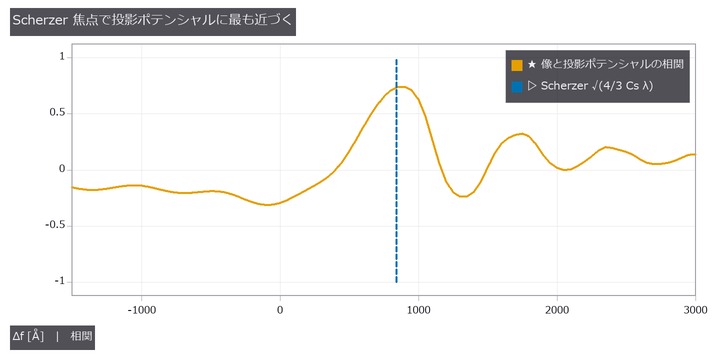 Scherzer 焦点で投影ポテンシャルに最も近づく
★ 像と投影ポテンシャルの相関
▷ Scherzer √(4/3 Cs λ)
1
0.5
0
-0.5
-1
-1000
0
1000
2000
3000
Δf [Å] | 相関